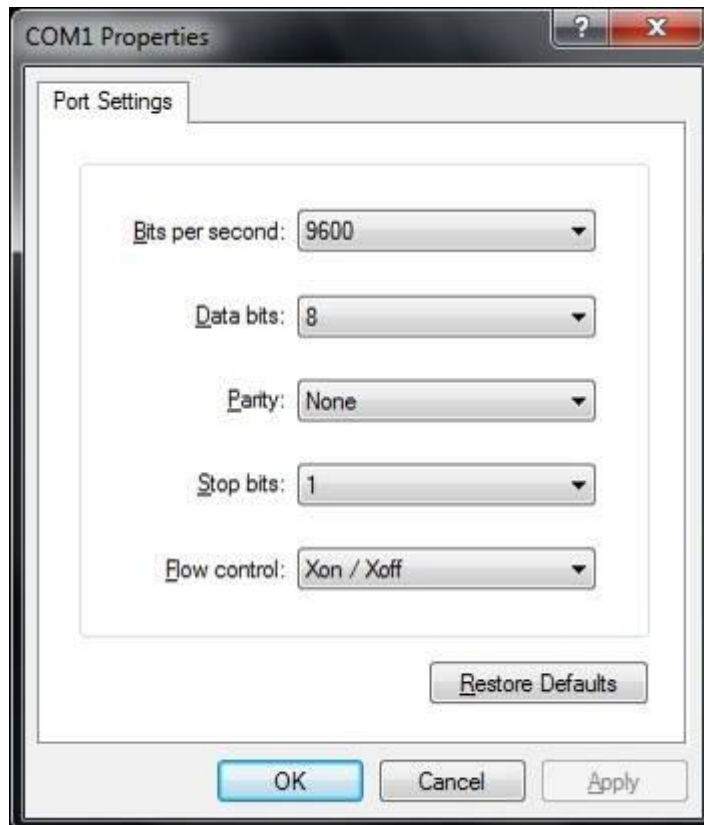 COM1 Properties
?
Port Settings
Bits per second: 9600
Data bits: 8
Parity: None
Stop bits: 1
Flow control: Xon / Xoff
Restore Defaults
OK Cancel Apply